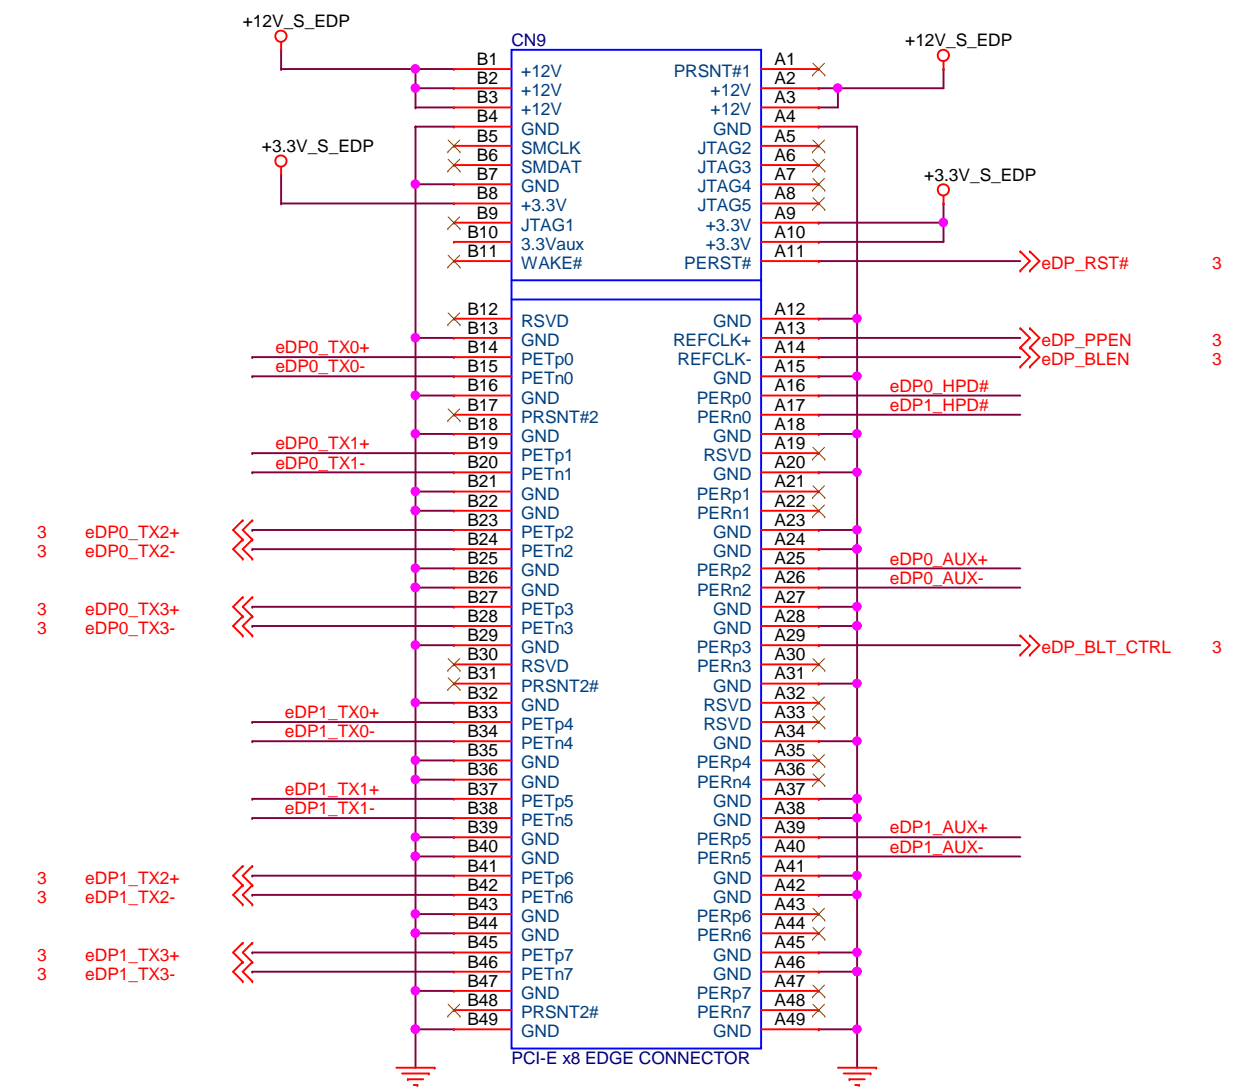 +12V_S_EDP
CN9
+12V_S_EDP
B1 +12V PRSNT#1 A1
B2 +12V +12V A2
B3 +12V +12V A3
B4 GND GND A4
+3.3V_S_EDP B5 SMCLK JTAG2 A5
B6 SMDAT JTAG3 A6
B7 GND JTAG4 A7 +3.3V_S_EDP
B8 +3.3V JTAG5 A8
B9 JTAG1 +3.3V A9
B10 3.3Vaux +3.3V A10
B11 WAKE# PERST# A11 eDP_RST# 3
B12 RSVD GND A12
B13 GND REFCLK+ A13 eDP_PPEN 3
eDP0_TX0+ B14 PETp0 REFCLK- A14 eDP_BLEN 3
eDP0_TX0- B15 PETn0 GND A15
B16 GND PERp0 A16 eDP0_HPD#
B17 PRSNT#2 PERn0 A17 eDP1_HPD#
B18 GND GND A18
eDP0_TX1+ B19 PETp1 RSVD A19
eDP0_TX1- B20 PETn1 GND A20
B21 GND PERp1 A21
B22 GND PERn1 A22
3 eDP0_TX2+ B23 PETp2 GND A23
3 eDP0_TX2- B24 PETn2 GND A24
B25 GND PERp2 A25 eDP0_AUX+
B26 GND PERn2 A26 eDP0_AUX-
3 eDP0_TX3+ B27 PETp3 GND A27
3 eDP0_TX3- B28 PETn3 GND A28
B29 GND PERp3 A29 eDP_BLT_CTRL 3
B30 RSVD PERn3 A30
B31 PRSNT2# GND A31
B32 GND RSVD A32
eDP1_TX0+ B33 PETp4 RSVD A33
eDP1_TX0- B34 PETn4 GND A34
B35 GND PERp4 A35
B36 GND PERn4 A36
eDP1_TX1+ B37 PETp5 GND A37
eDP1_TX1- B38 PETn5 GND A38
B39 GND PERp5 A39 eDP1_AUX+
B40 GND PERn5 A40 eDP1_AUX-
3 eDP1_TX2+ B41 PETp6 GND A41
3 eDP1_TX2- B42 PETn6 GND A42
B43 GND PERp6 A43
B44 GND PERn6 A44
3 eDP1_TX3+ B45 PETp7 GND A45
3 eDP1_TX3- B46 PETn7 GND A46
B47 GND PERp7 A47
B48 PRSNT2# PERn7 A48
B49 GND GND A49
PCI-E x8 EDGE CONNECTOR